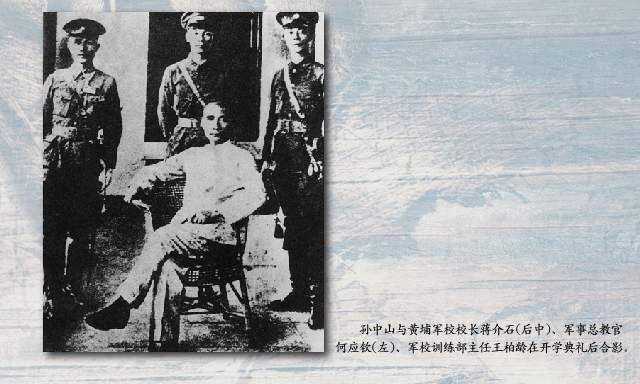 孙中山与黄埔军校校长蒋介石(后中)、军事总教官
何应钦(左)、军校训练部主任王柏龄在开学典礼后合影。